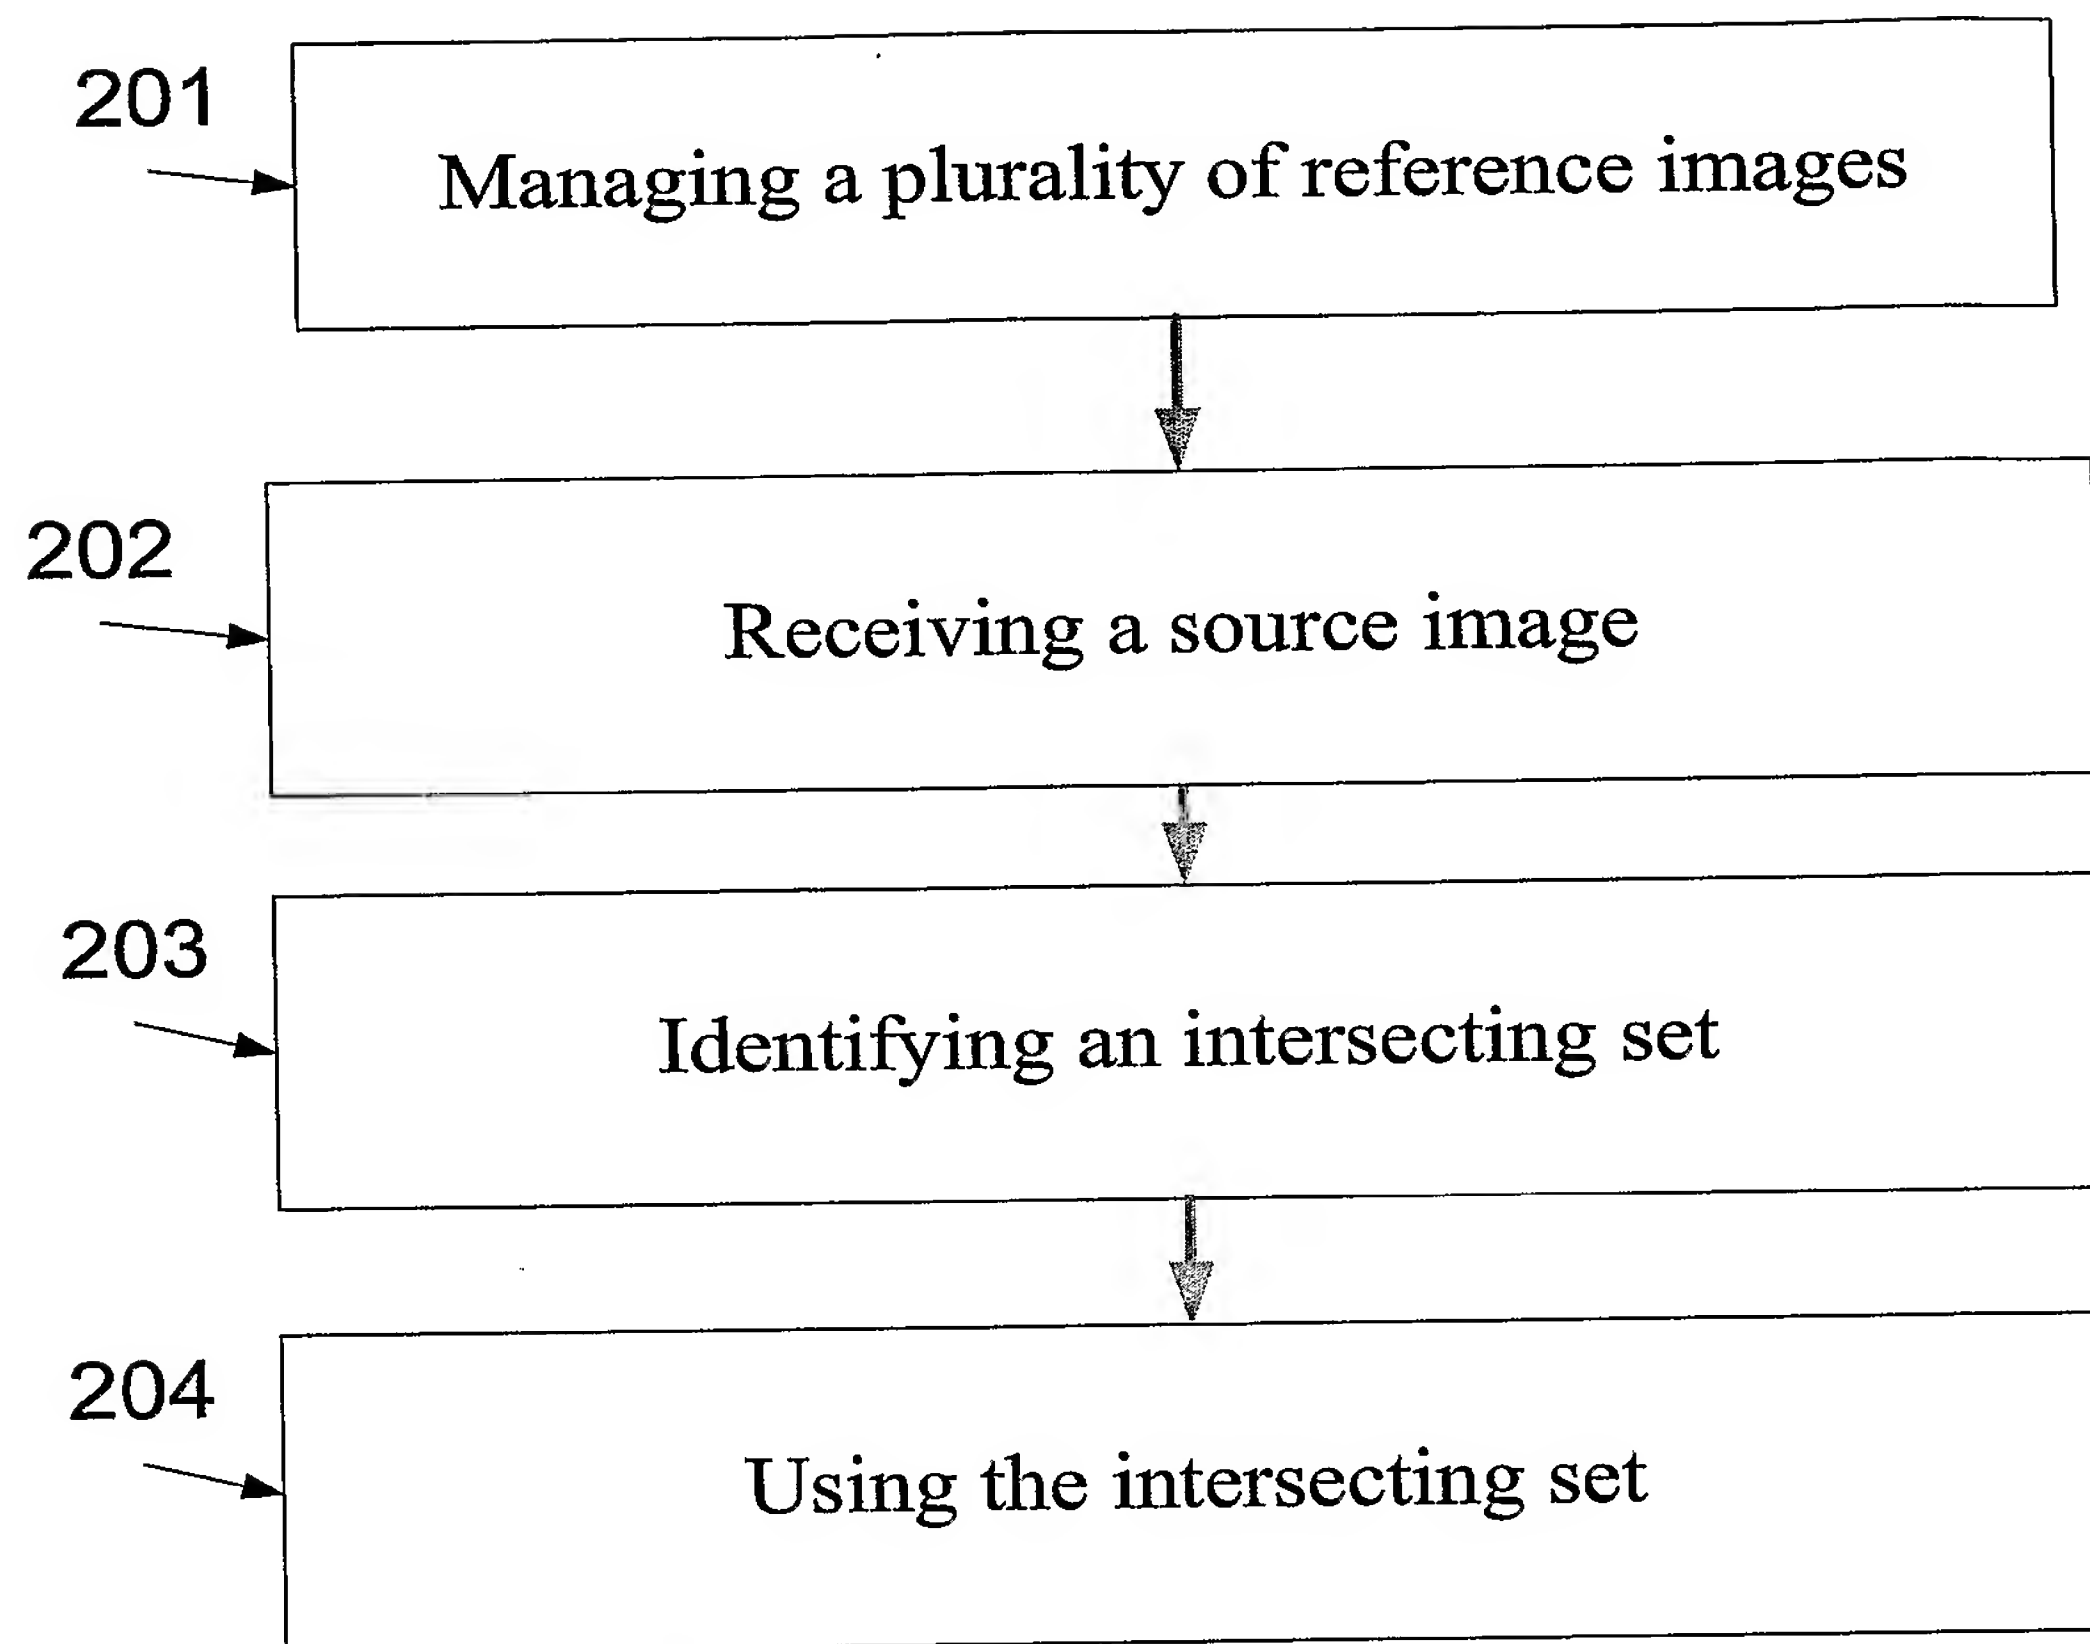 201
Managing a plurality of reference images
202
Receiving a source image
203
Identifying an intersecting set
204
Using the intersecting set